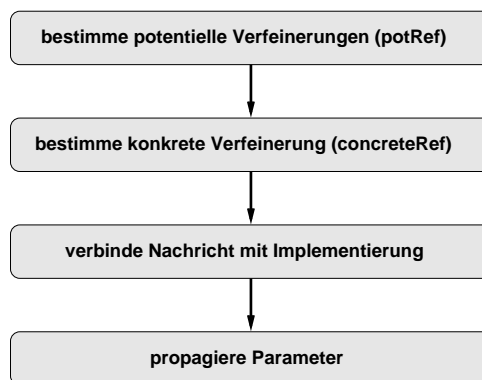 bestimme potentielle Verfeinerungen (potRef)
bestimme konkrete Verfeinerung (concreteRef)
verbinde Nachricht mit Implementierung
propagiere Parameter